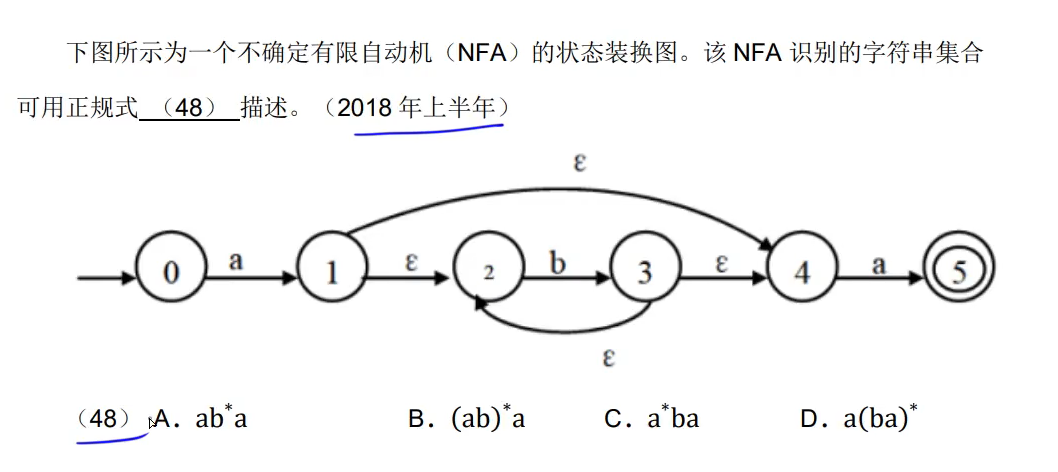 下图所示为一个不确定有限自动机（NFA）的状态装换图。该 NFA 识别的字符串集合
可用正规式 （48） 描述。（2018 年上半年）
ε
0 a 1 ε 2 b 3 ε 4 a 5
ε
（48） A．ab*a B．(ab)*a C．a*ba D．a(ba)*